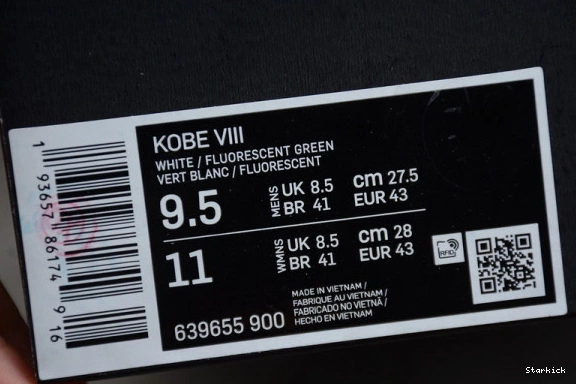 KOBE VIII
WHITE / FLUORESCENT GREEN
VERT BLANC / FLUORESCENT
9.5 MENS UK 8.5 cm 27.5
BR 41 EUR 43
11 WMNS UK 8.5 cm 28
BR 41 EUR 43
RFID
MADE IN VIETNAM /
FABRIQUE AU VIETNAM /
FABRICADO NO VIETNÃ /
HECHO EN VIETNAM
639655 900
1 93657 86174 9 16
Starkick